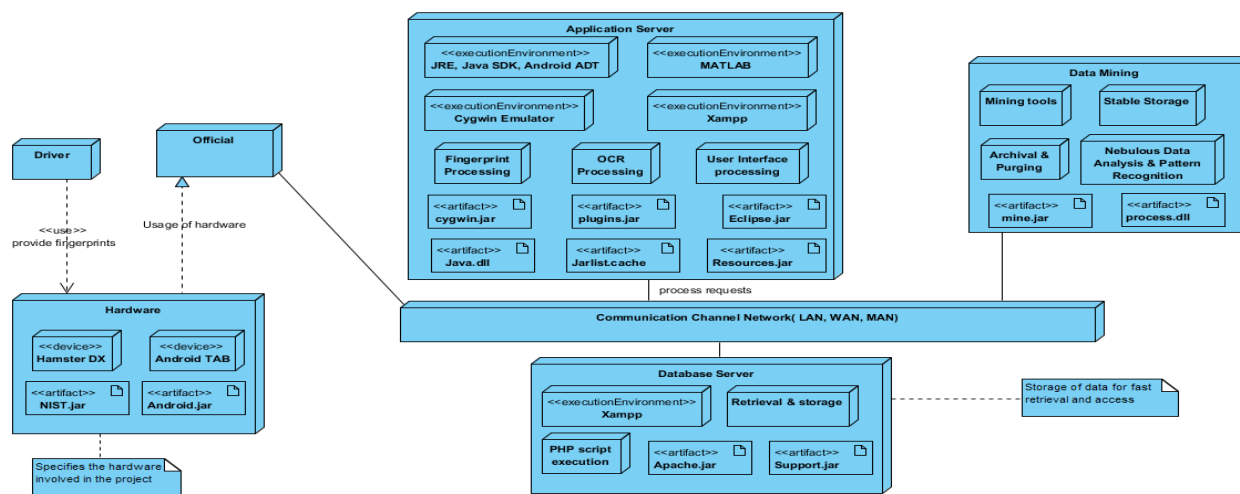 Application Server
<<executionEnvironment>>
JRE, Java SDK, Android ADT
<<executionEnvironment>>
MATLAB
<<executionEnvironment>>
Cygwin Emulator
<<executionEnvironment>>
Xampp
Fingerprint
Processing
OCR
Processing
User Interface
processing
<<artifact>>
cygwin.jar
<<artifact>>
plugins.jar
<<artifact>>
Eclipse.jar
<<artifact>>
Java.dll
<<artifact>>
Jarlist.cache
<<artifact>>
Resources.jar
Data Mining
Mining tools
Stable Storage
Archival &
Purging
Nebulous Data
Analysis & Pattern
Recognition
<<artifact>>
mine.jar
<<artifact>>
process.dll
Driver
Official
<<use>>
provide fingerprints
Usage of hardware
process requests
Hardware
<<device>>
Hamster DX
<<device>>
Android TAB
<<artifact>>
NIST.jar
<<artifact>>
Android.jar
Specifies the hardware
involved in the project
Communication Channel Network( LAN, WAN, MAN)
Database Server
<<executionEnvironment>>
Xampp
Retrieval & storage
PHP script
execution
<<artifact>>
Apache.jar
<<artifact>>
Support.jar
Storage of data for fast
retrieval and access